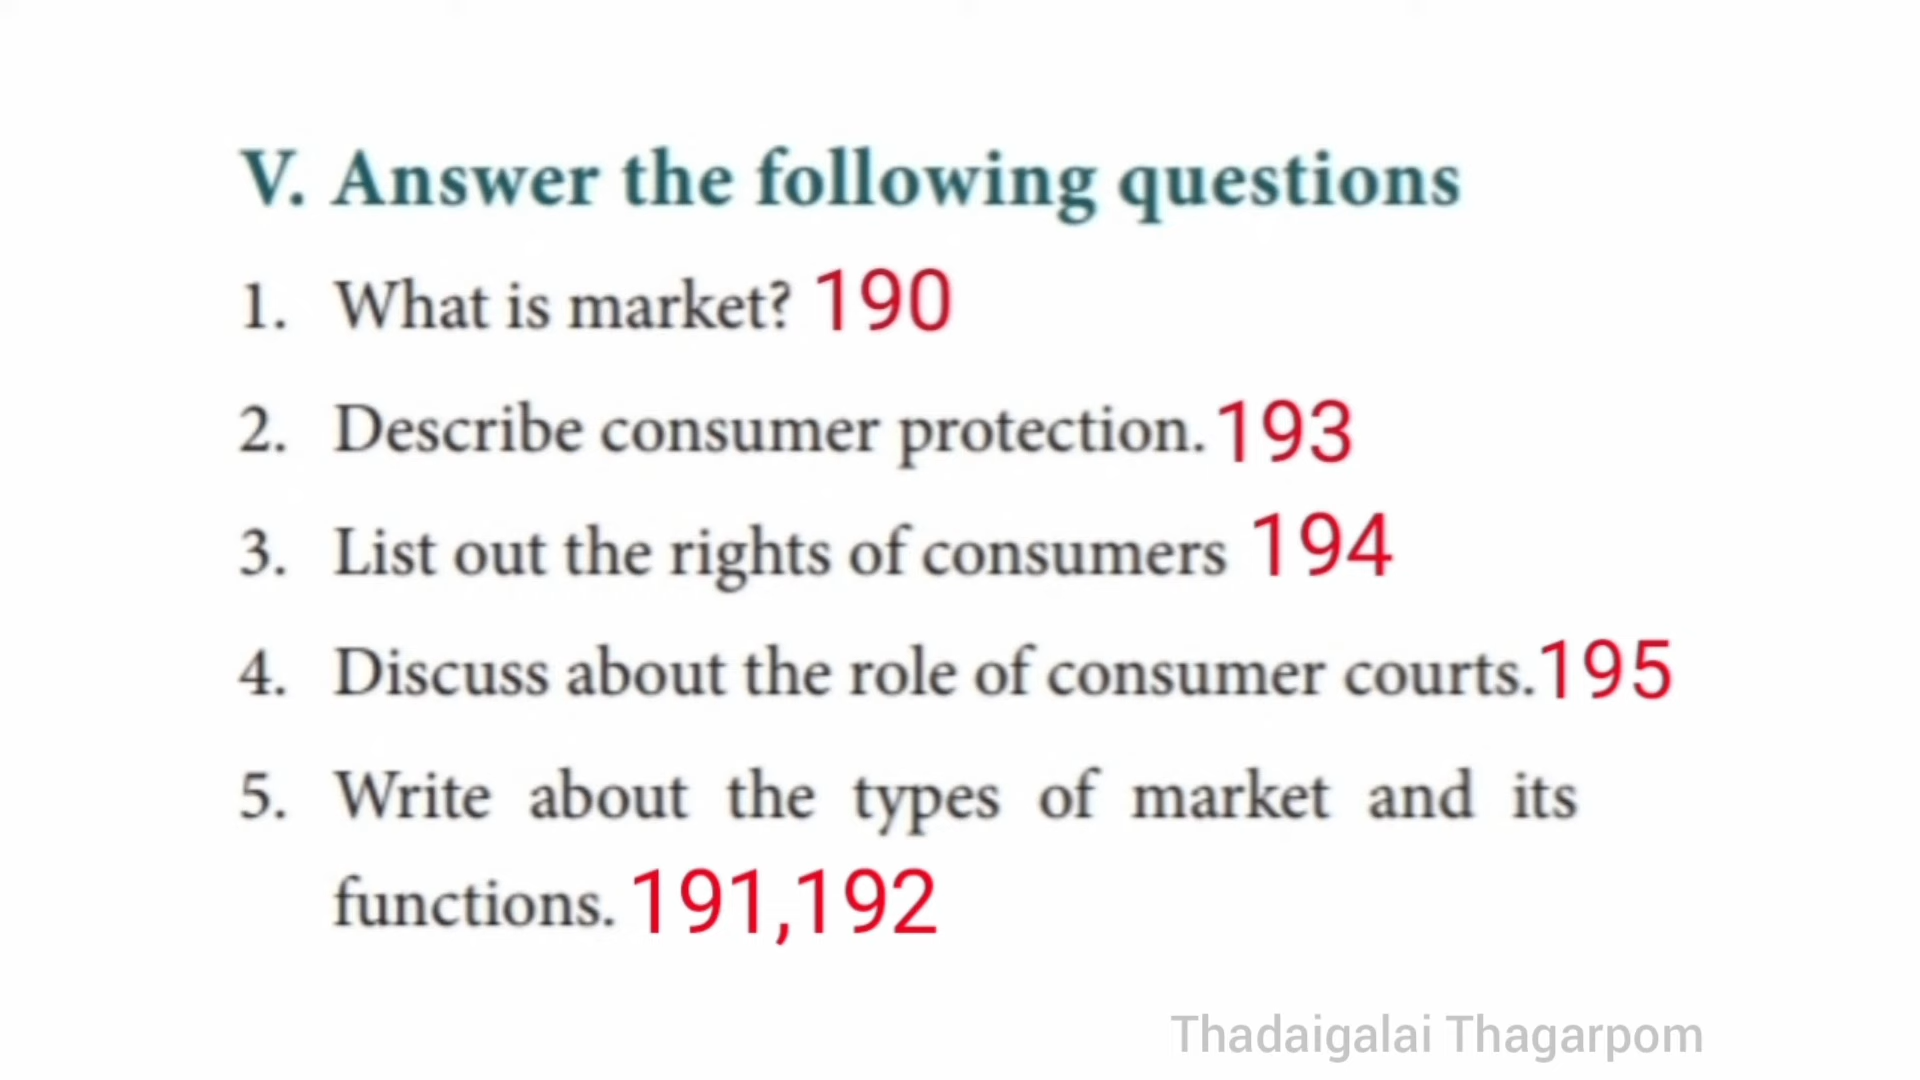 V. Answer the following questions
1. What is market? 190
2. Describe consumer protection. 193
3. List out the rights of consumers 194
4. Discuss about the role of consumer courts. 195
5. Write about the types of market and its
functions. 191,192
Thadaigalai Thagarpom